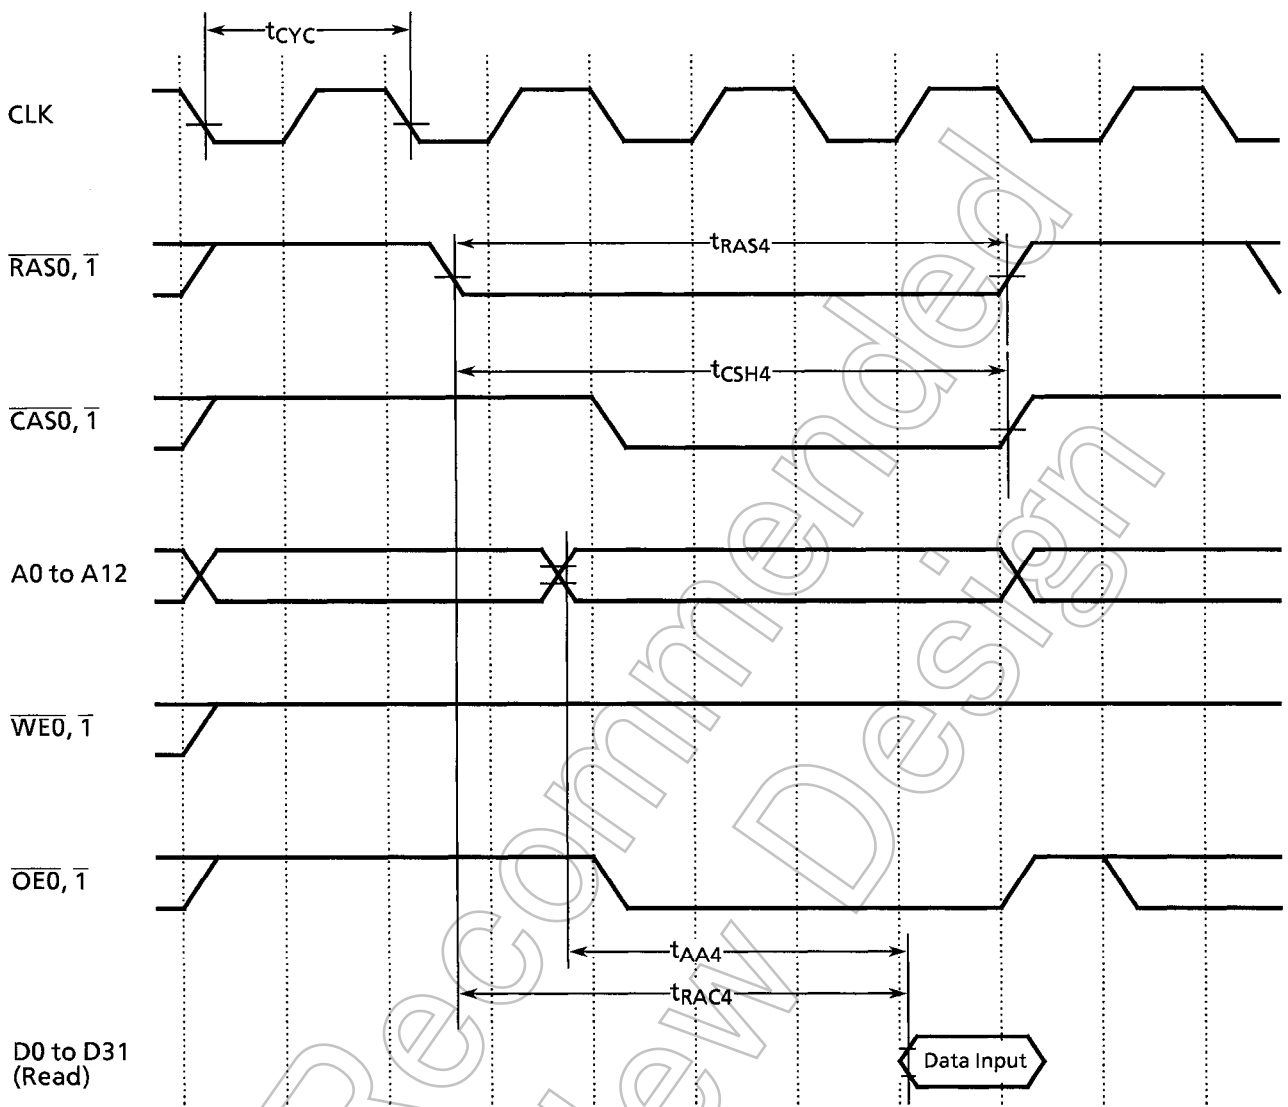 tCYC
CLK
tRAS4
RAS0, 1
tCSH4
CAS0, 1
A0 to A12
WE0, 1
OE0, 1
tAA4
tRAC4
D0 to D31
(Read)
Data Input
Recommended
New Design